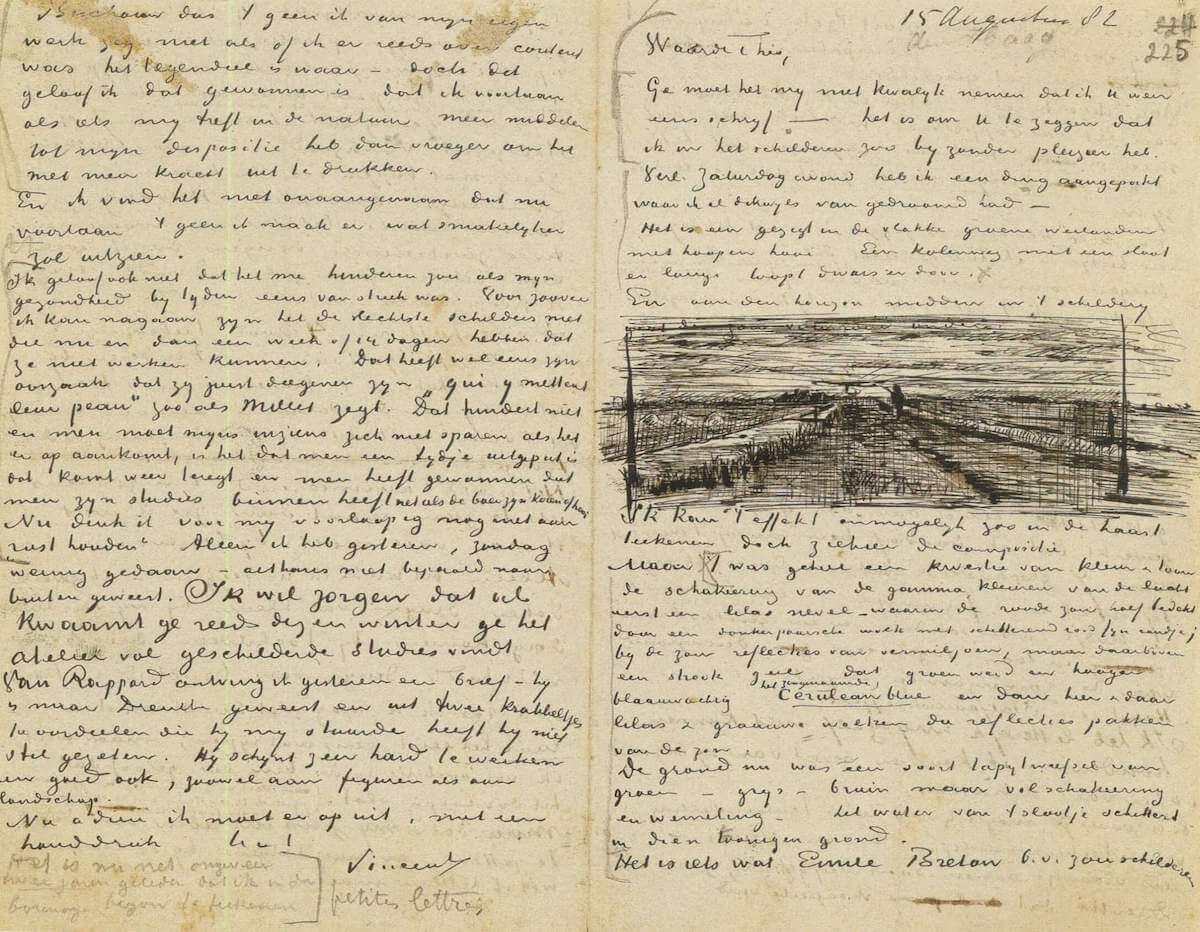 Beschouw dus 't geen ik van myn eigen
werk zeg niet als of ik er reeds over content
was het tegendeel is waar – doch dit
geloof ik dat gewonnen is dat ik voortaan
als iets my treft in de natuur meer middelen
tot myn dispositie heb dan vroeger om het
met meer kracht uit te drukken.
En ik vind het niet onaangenaam dat nu
voortaan 't geen ik maak er wat smakelyker
zal uitzien.
Ik geloof ook niet dat het me hinderen zou als myn
gezondheid by tyden eens van streek was. Voor zoover
ik kan nagaan zyn het de slechtste schilders niet
die nu en dan een week of 14 dagen hebben dat
ze niet werken kunnen. Dat heeft wel eens zyn
oorzaak dat zy juist degenen zyn "qui y mettent
leur peau" zoo als Millet zegt. Dat hindert niet
en men moet myns inziens zich niet sparen als het
er op aankomt, is het dat men een tydje uitgeput is
dat komt weer teregt en men heeft gewonnen dat
men zyn studies binnen heeft net als de boer zyn koren of hooi
Nu denk ik voor my voorloopig nog niet aan
rust houden" Alleen ik heb gisteren, zondag
weinig gedaan – althans niet bepaald naar
buiten geweest. Ik wil zorgen dat al
kwaamt ge reeds dezen winter ge het
atelier vol geschilderde studies vindt
Van Rappard ontving ik gisteren een brief – hy
is naar Drenthe geweest en uit twee krabbeltjes
te oordeelen die hy my stuurde heeft hy niet
stil gezeten. Hy schynt zeer hard te werken
en goed ook, zoowel aan figuren als aan
landschap.
Nu adieu ik moet er op uit, met een
handdruk t. à t.
Vincent
Het is nu net ongeveer
twee jaren geleden dat ik in de
borinage begon te teekenen
petites lettres
15 Augustus 82
den Haag
224
225
Waarde Theo,
Ge moet het my niet kwalyk nemen dat ik U weer
eens schryf — het is om U te zeggen dat
ik in het schilderen zoo byzonder pleizier heb.
Verl. Zaturdag avond heb ik een ding aangepakt
waar ik al dikwyls van gedroomd had —
Het is een gezigt in de vlakke groene weilanden
met hoopen hooi. Een kolenweg met een sloot
er langs loopt dwars er door.
En aan den horizon midden in 't schildery
Ik kan 't effekt onmogelyk zoo in de haast
teekenen doch ziehier de compositie
Maar 't was geheel een kwestie van kleur & toon
de schakering van de gamma kleuren van de lucht
eerst een lilas nevel – waarin de roode zon half bedekt
door een donkerpaarsche wolk met schitterend rood fyn randje;
by de zon reflecties van vermiljoen, maar daarboven
een strook geel dat groen werd en hooger
blaauwachtig het zoogenaamde Cerulean blue en dan hier & daar
lilas & graauwe wolken die reflecties pakken
van de zon.
De grond nu was een soort tapytweefsel van
groen – grys – bruin maar vol schakeering
en wemeling – het water van 't slootje schittert
in dien toonigen grond.
Het is iets wat Emile Breton b.v. zou schilderen